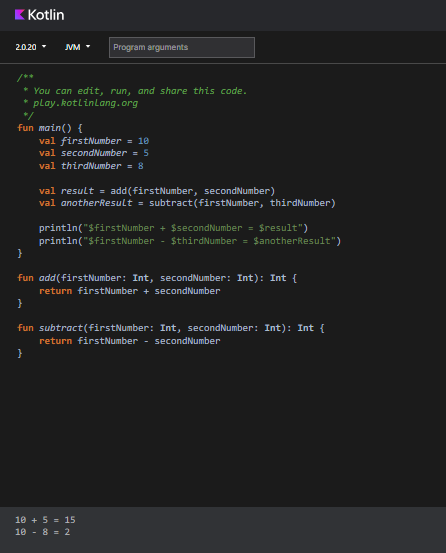 Kotlin
2.0.20 JVM Program arguments
/**
 * You can edit, run, and share this code.
 * play.kotlinlang.org
 */
fun main() {
    val firstNumber = 10
    val secondNumber = 5
    val thirdNumber = 8

    val result = add(firstNumber, secondNumber)
    val anotherResult = subtract(firstNumber, thirdNumber)

    println("$firstNumber + $secondNumber = $result")
    println("$firstNumber - $thirdNumber = $anotherResult")
}

fun add(firstNumber: Int, secondNumber: Int): Int {
    return firstNumber + secondNumber
}

fun subtract(firstNumber: Int, secondNumber: Int): Int {
    return firstNumber - secondNumber
}
10 + 5 = 15
10 - 8 = 2